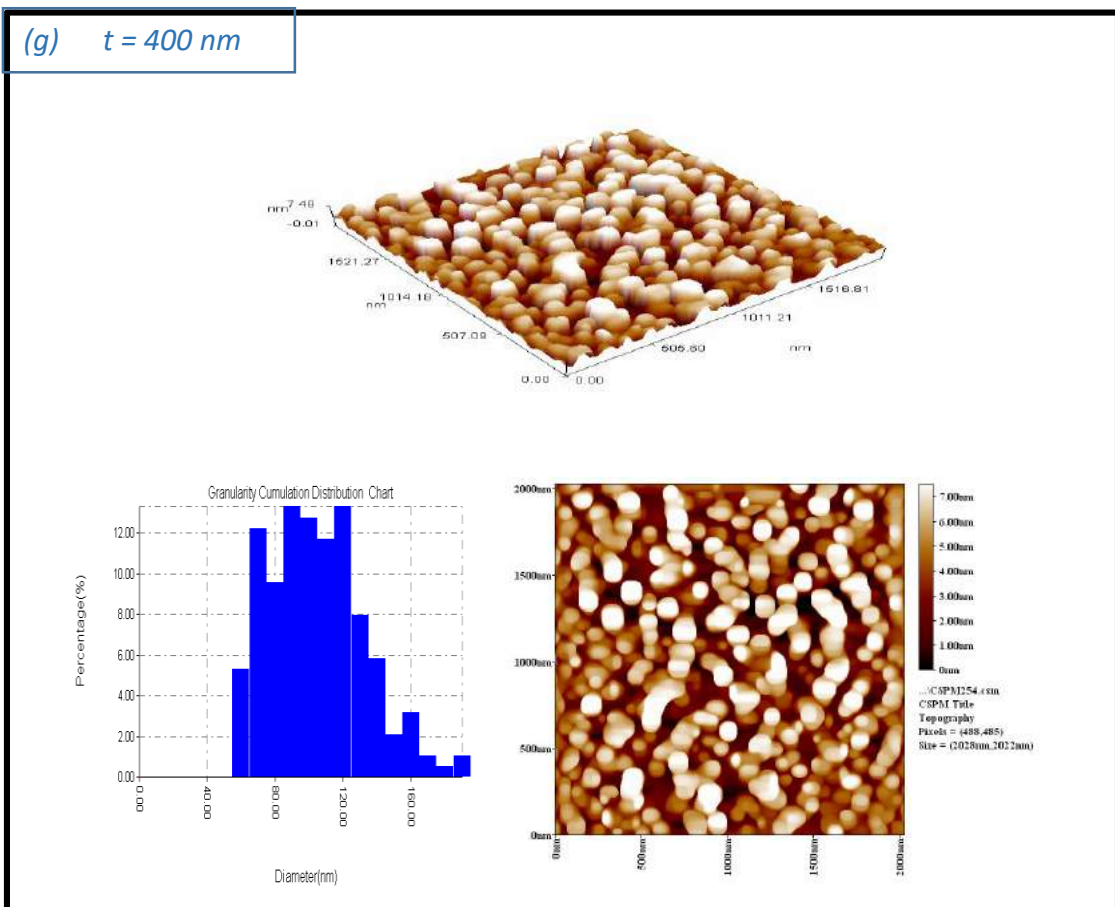 (g) t = 400 nm
nm 7.48
-0.01
1521.27
1014.18
nm
507.09
0.00
0.00
505.60
1011.21
1516.81
nm
Granularity Cumulation Distribution Chart
Percentage(%)
12.00
10.00
8.00
6.00
4.00
2.00
0.00
0.00
40.00
80.00
120.00
160.00
Diameter(nm)
2000nm
1500nm
1000nm
500nm
0nm
0nm
500nm
1000nm
1500nm
2000nm
7.00nm
6.00nm
5.00nm
4.00nm
3.00nm
2.00nm
1.00nm
0nm
...\CSPM254.csm
CSPM Title
Topography
Pixels = (488,485)
Size = (2028nm,2022nm)